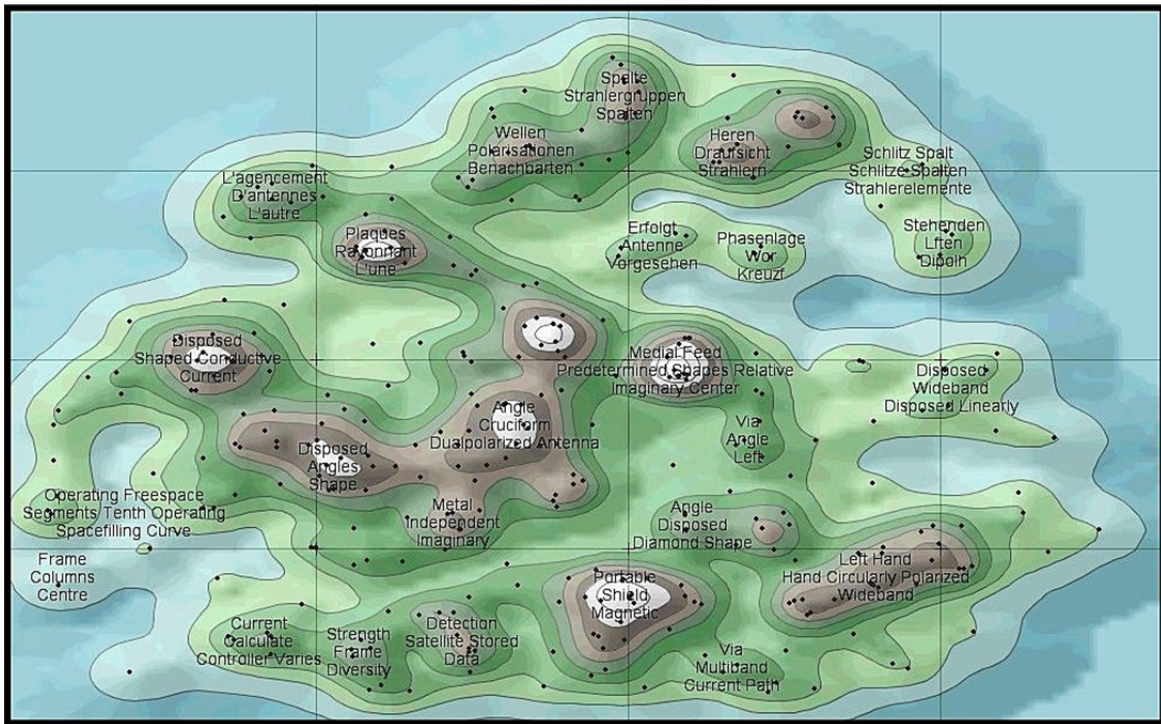 Spalte
Strahlergruppen
Spalten
Wellen
Polarisationen
Benachbarten
Heren
Draufsicht
Strahlern
Schlitz Spalt
Schlitze Spalten
Strahlerelemente
L'agencement
D'antennes
L'autre
Plaques
Rayonnant
L'une
Erfolgt
Antenne
Vorgesehen
Phasenlage
Wor
Kreuzf
Stehenden
Lften
Dipolh
Disposed
Shaped Conductive
Current
Medial Feed
Predetermined Shapes Relative
Imaginary Center
Disposed
Wideband
Disposed Linearly
Angle
Cruciform
Dualpolarized Antenna
Via
Angle
Left
Disposed
Angles
Shape
Operating Freespace
Segments Tenth Operating
Spacefilling Curve
Metal
Independent
Imaginary
Angle
Disposed
Diamond Shape
Frame
Columns
Centre
Left Hand
Hand Circularly Polarized
Wideband
Portable
Shield
Magnetic
Current
Calculate
Controller Varies
Strength
Frame
Diversity
Detection
Satellite Stored
Data
Via
Multiband
Current Path